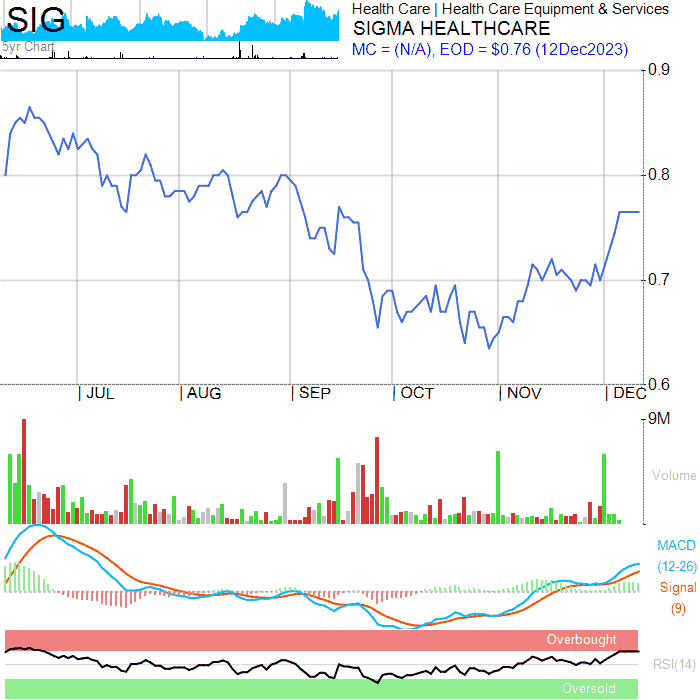 SIG
5yr Chart
Health Care | Health Care Equipment & Services
SIGMA HEALTHCARE
MC = (N/A), EOD = $0.76 (12Dec2023)
0.9
0.8
0.7
0.6
JUL
AUG
SEP
OCT
NOV
DEC
9M
Volume
MACD
(12-26)
Signal
(9)
Overbought
RSI(14)
Oversold